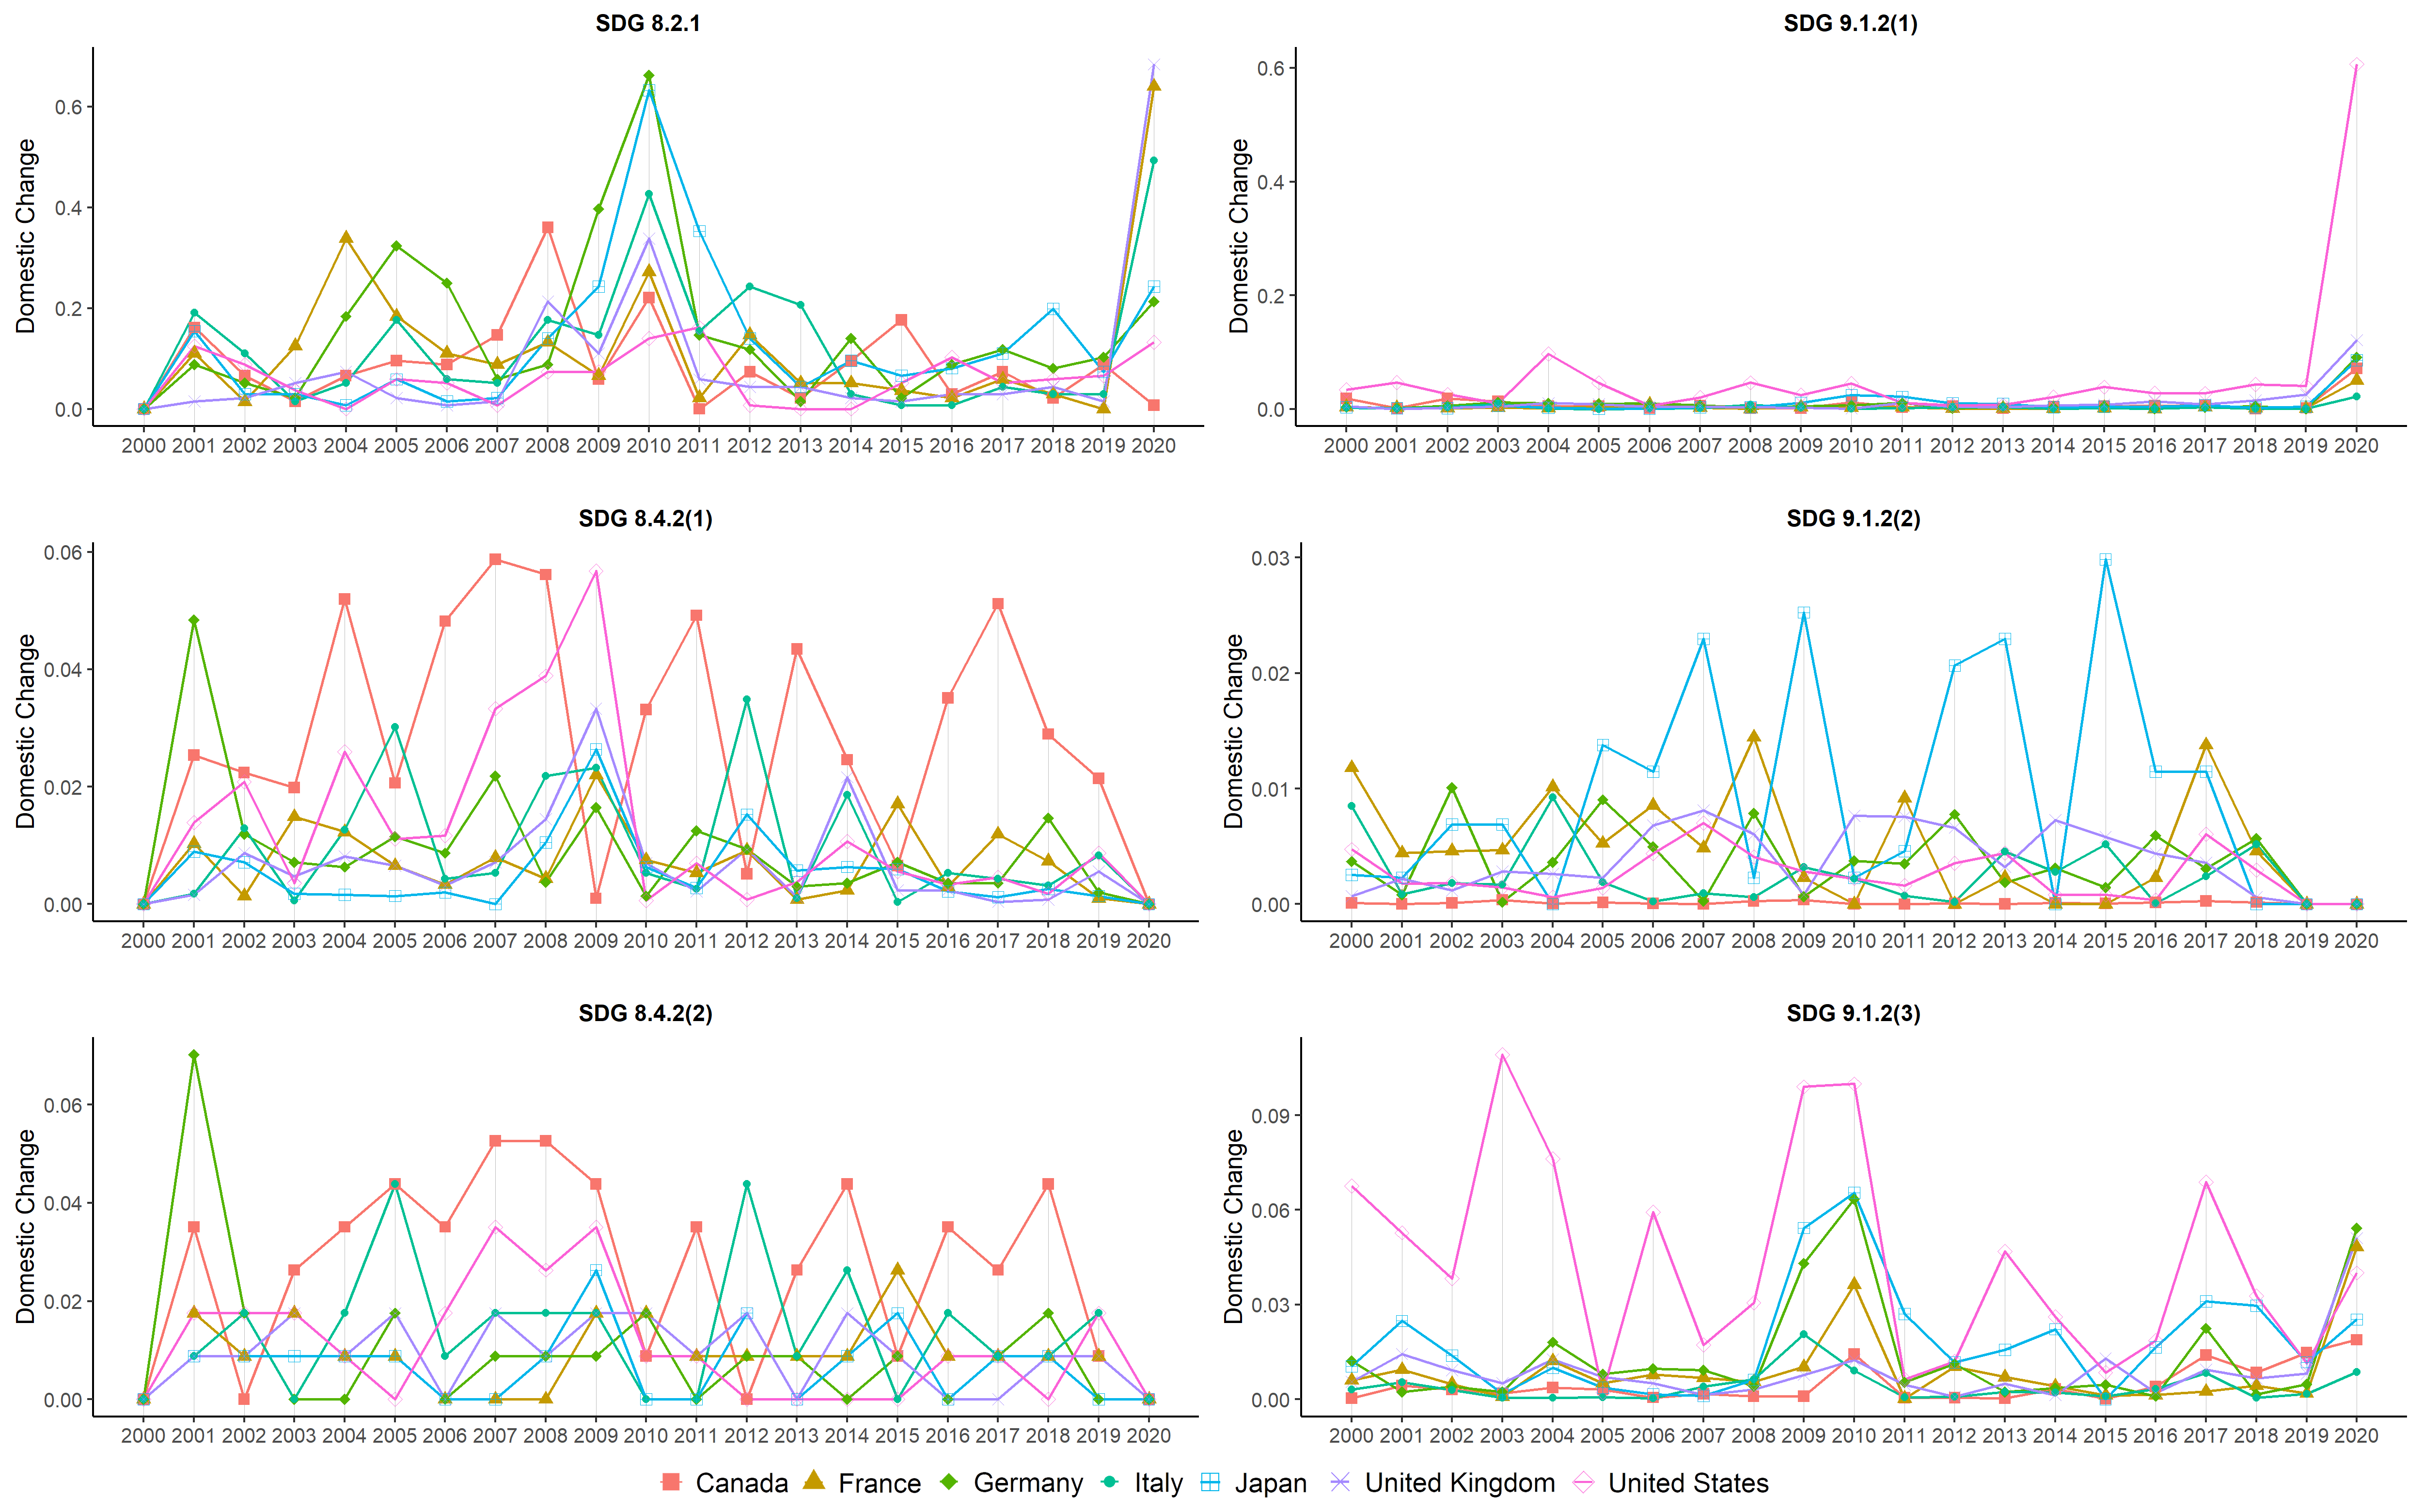 SDG 8.2.1
Domestic Change
0.6
0.4
0.2
0.0
2000 2001 2002 2003 2004 2005 2006 2007 2008 2009 2010 2011 2012 2013 2014 2015 2016 2017 2018 2019 2020
SDG 9.1.2(1)
Domestic Change
0.6
0.4
0.2
0.0
2000 2001 2002 2003 2004 2005 2006 2007 2008 2009 2010 2011 2012 2013 2014 2015 2016 2017 2018 2019 2020
SDG 8.4.2(1)
Domestic Change
0.06
0.04
0.02
0.00
2000 2001 2002 2003 2004 2005 2006 2007 2008 2009 2010 2011 2012 2013 2014 2015 2016 2017 2018 2019 2020
SDG 9.1.2(2)
Domestic Change
0.03
0.02
0.01
0.00
2000 2001 2002 2003 2004 2005 2006 2007 2008 2009 2010 2011 2012 2013 2014 2015 2016 2017 2018 2019 2020
SDG 8.4.2(2)
Domestic Change
0.06
0.04
0.02
0.00
2000 2001 2002 2003 2004 2005 2006 2007 2008 2009 2010 2011 2012 2013 2014 2015 2016 2017 2018 2019 2020
SDG 9.1.2(3)
Domestic Change
0.09
0.06
0.03
0.00
2000 2001 2002 2003 2004 2005 2006 2007 2008 2009 2010 2011 2012 2013 2014 2015 2016 2017 2018 2019 2020
Canada France Germany Italy Japan United Kingdom United States